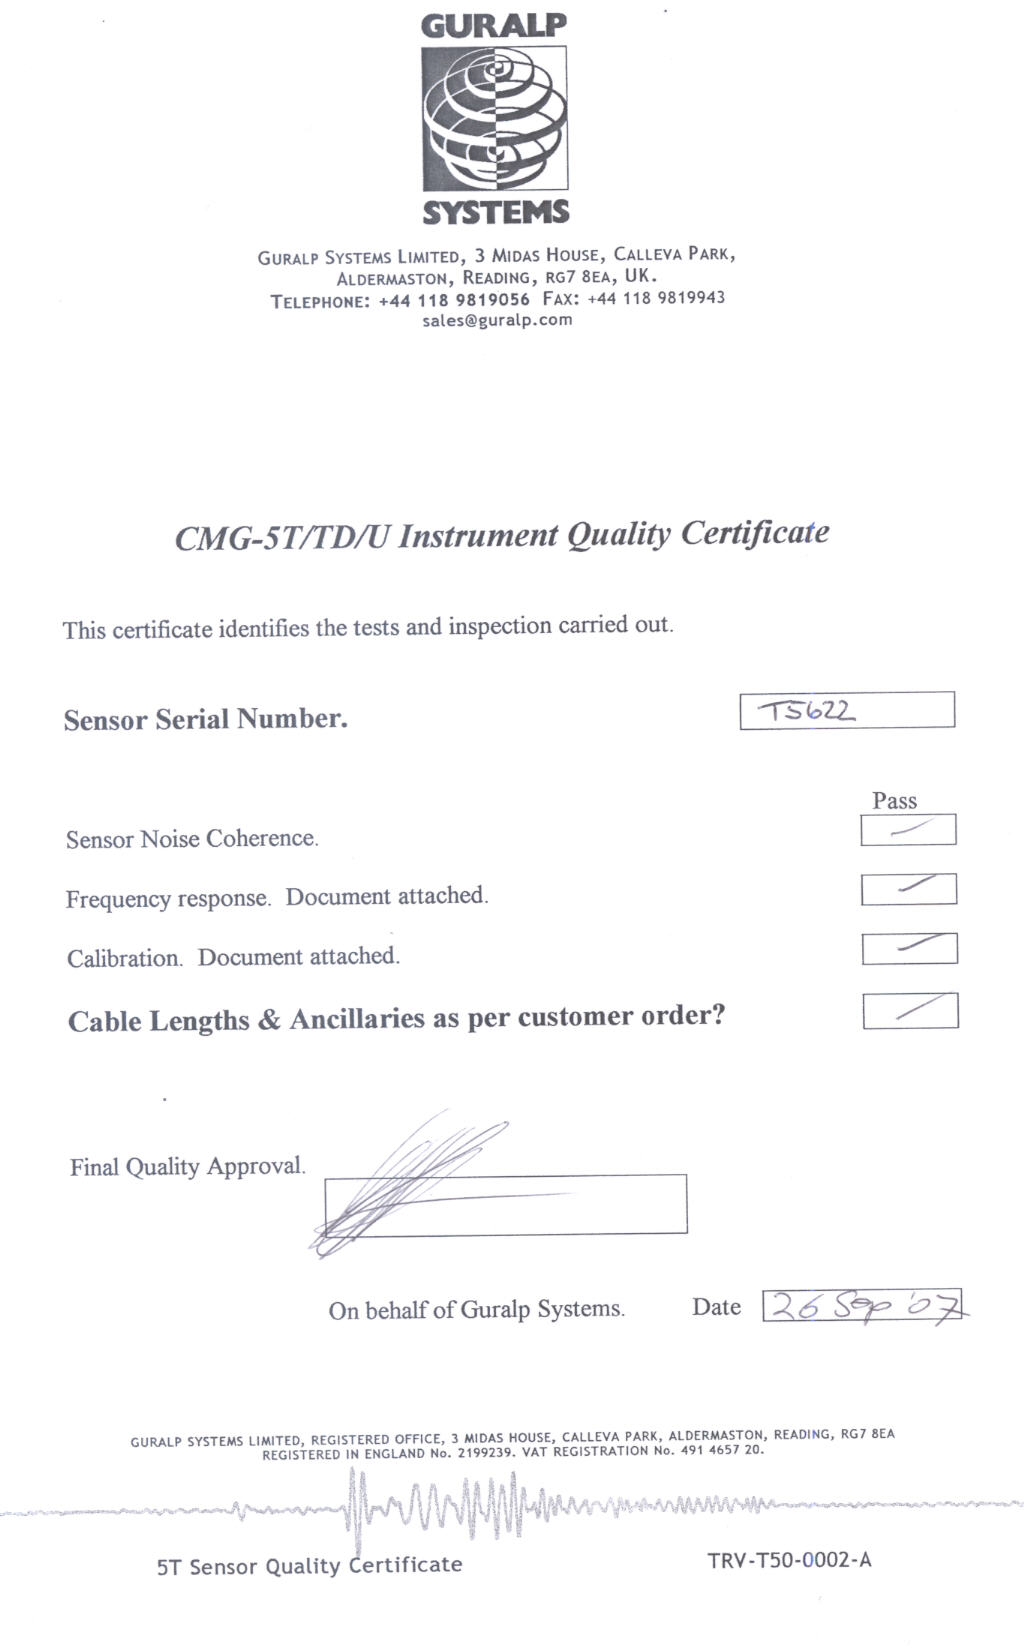 GURALP
SYSTEMS
GURALP SYSTEMS LIMITED, 3 MIDAS HOUSE, CALLEVA PARK,
ALDERMASTON, READING, RG7 8EA, UK.
TELEPHONE: +44 118 9819056 FAX: +44 118 9819943
sales@guralp.com
CMG-5T/TD/U Instrument Quality Certificate
This certificate identifies the tests and inspection carried out.
Sensor Serial Number. T5622
Pass
Sensor Noise Coherence.
Frequency response. Document attached.
Calibration. Document attached.
Cable Lengths & Ancillaries as per customer order?
Final Quality Approval.
On behalf of Guralp Systems. Date 26 Sep '07
GURALP SYSTEMS LIMITED, REGISTERED OFFICE, 3 MIDAS HOUSE, CALLEVA PARK, ALDERMASTON, READING, RG7 8EA
REGISTERED IN ENGLAND No. 2199239. VAT REGISTRATION No. 491 4657 20.
5T Sensor Quality Certificate TRV-T50-0002-A